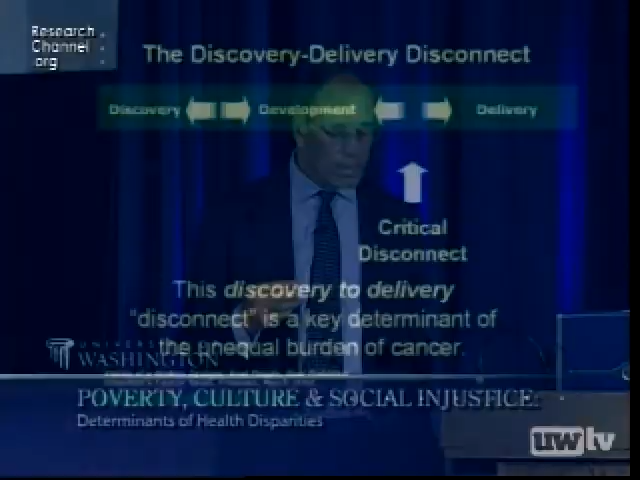 Research
Channel
org
The Discovery-Delivery Disconnect
Discovery Development Delivery
Critical
Disconnect
This discovery to delivery
"disconnect" is a key determinant of
the unequal burden of cancer.
WASHINGTON
POVERTY, CULTURE & SOCIAL INJUSTICE:
Determinants of Health Disparities
uwtv